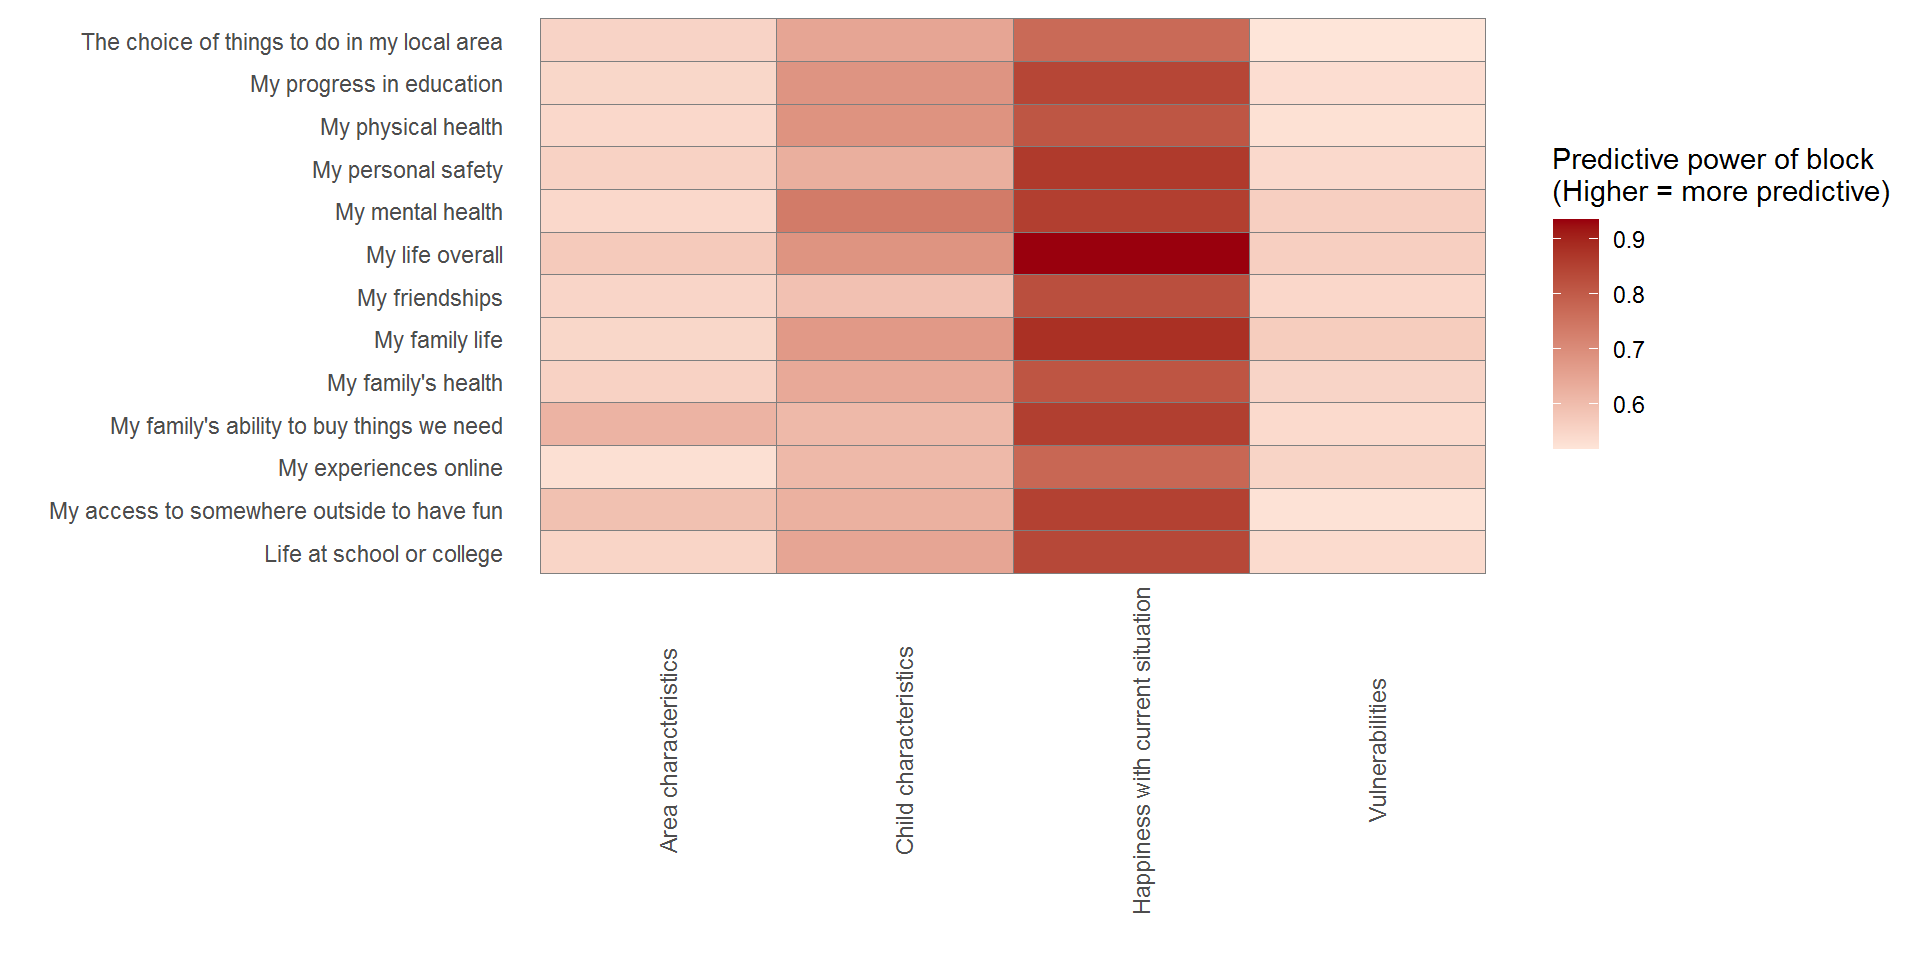 The choice of things to do in my local area
My progress in education
My physical health
My personal safety
My mental health
My life overall
My friendships
My family life
My family's health
My family's ability to buy things we need
My experiences online
My access to somewhere outside to have fun
Life at school or college
Area characteristics
Child characteristics
Happiness with current situation
Vulnerabilities
Predictive power of block
(Higher = more predictive)
0.9
0.8
0.7
0.6